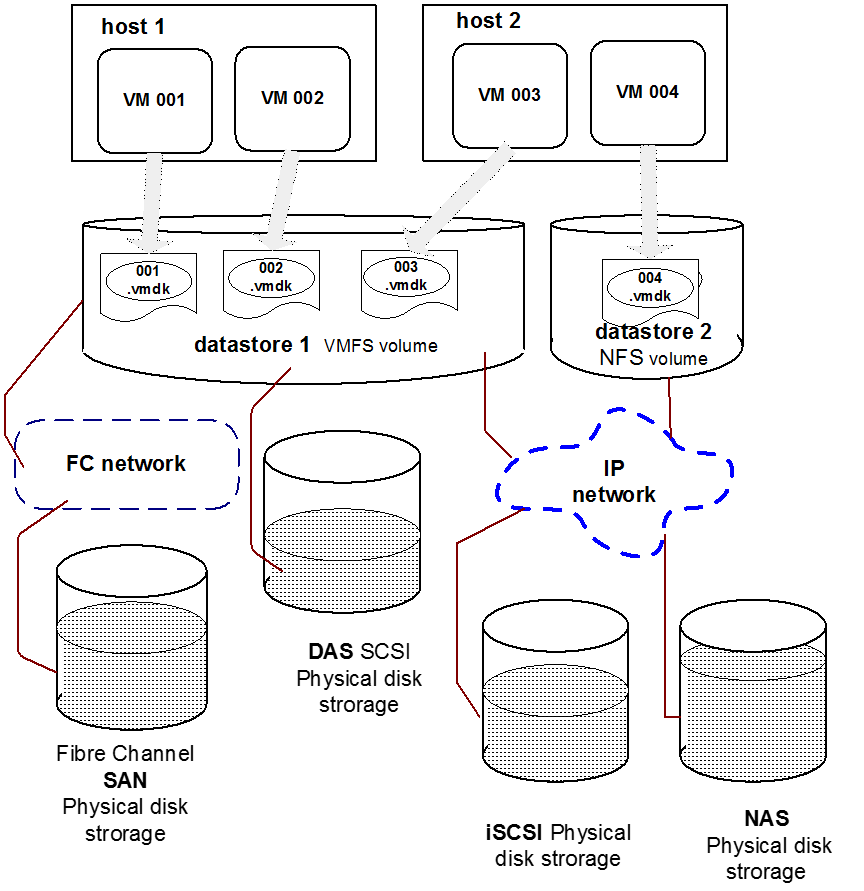 host 1
host 2
VM 001
VM 002
VM 003
VM 004
001
.vmdk
002
.vmdk
003
.vmdk
004
.vmdk
datastore 1 VMFS volume
datastore 2
NFS volume
FC network
IP
network
DAS SCSI
Physical disk
strorage
Fibre Channel
SAN
Physical disk
strorage
iSCSI Physical
disk strorage
NAS
Physical disk
strorage